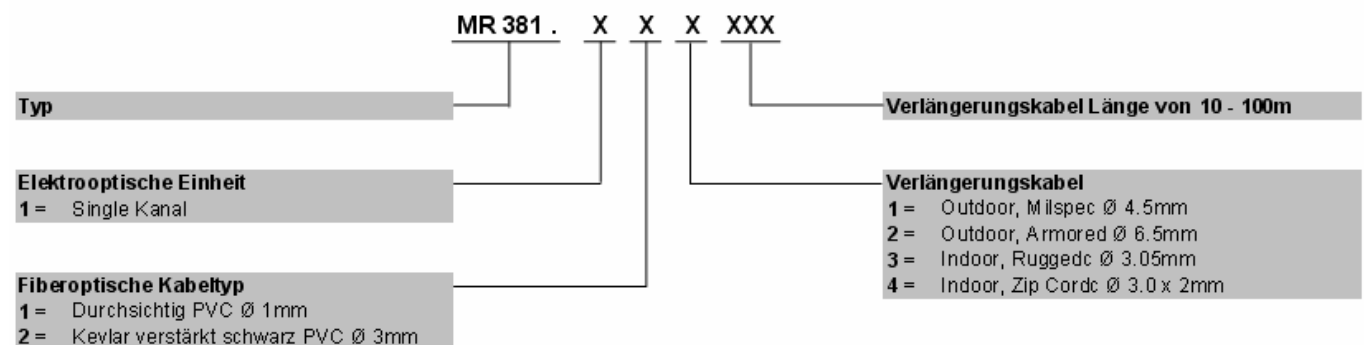 MR 381 . X X X XXX
Typ
Verlängerungskabel Länge von 10 - 100m
Elektrooptische Einheit
1 = Single Kanal
Verlängerungskabel
1 = Outdoor, Milspec Ø 4.5mm
2 = Outdoor, Armored Ø 6.5mm
3 = Indoor, Ruggedc Ø 3.05mm
4 = Indoor, Zip Cordc Ø 3.0 x 2mm
Fiberoptische Kabeltyp
1 = Durchsichtig PVC Ø 1mm
2 = Kevlar verstärkt schwarz PVC Ø 3mm